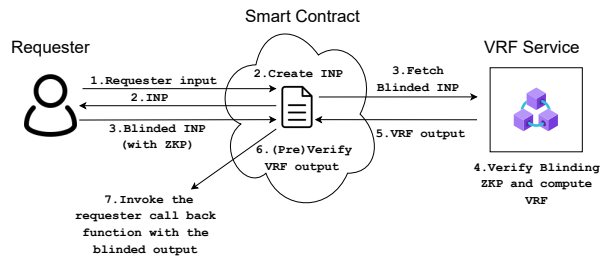 Smart Contract
Requester
VRF Service
1.Requester input
2.INP
3.Blinded INP
(with ZKP)
2.Create INP
3.Fetch
Blinded INP
5.VRF output
6.(Pre)Verify
VRF output
4.Verify Blinding
ZKP and compute
VRF
7.Invoke the
requester call back
function with the
blinded output